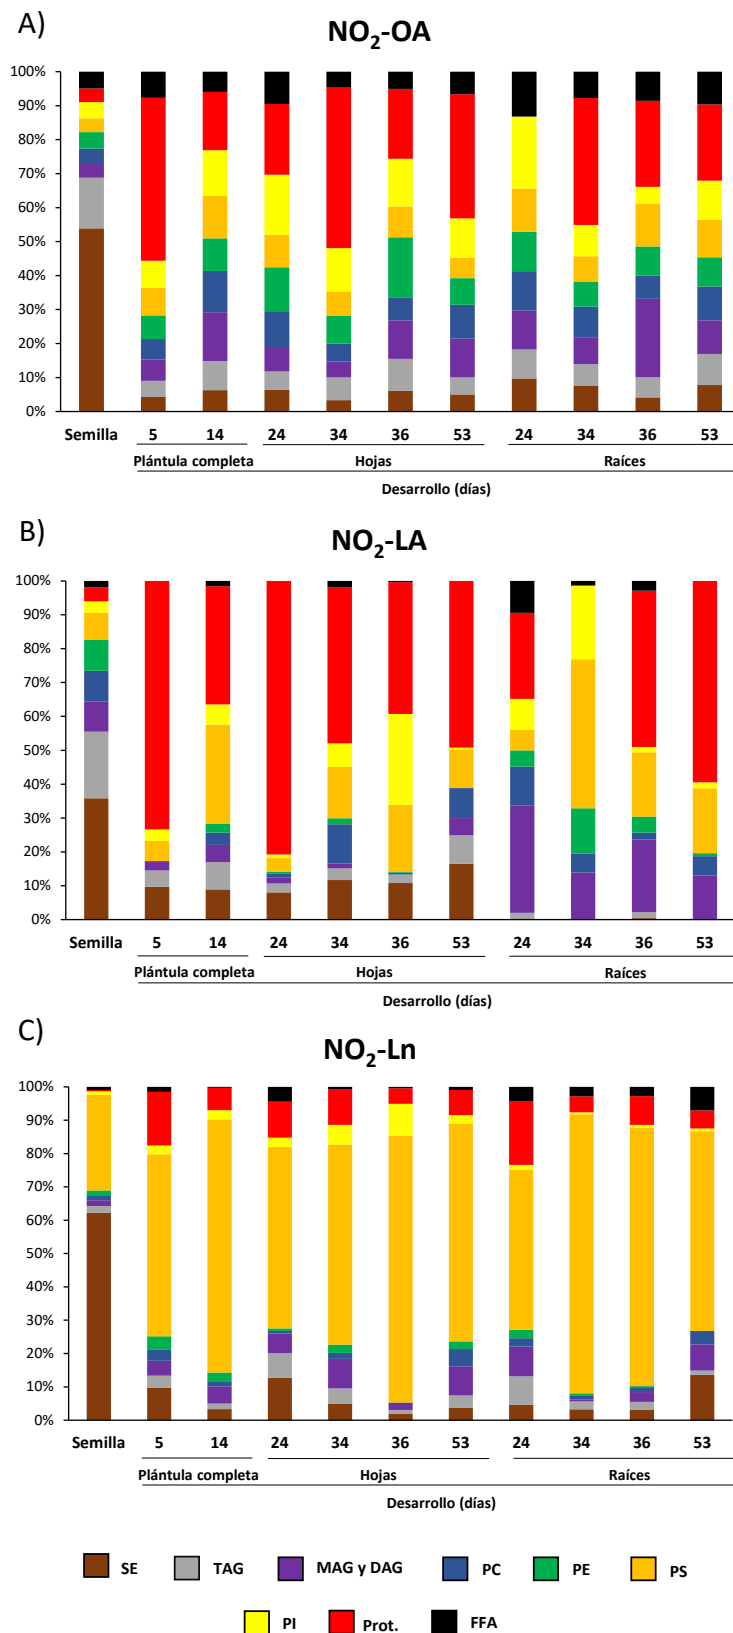 A)
NO₂-OA
100%
90%
80%
70%
60%
50%
40%
30%
20%
10%
0%
Semilla 5 14 24 34 36 53 24 34 36 53
Plántula completa Hojas Raíces
Desarrollo (días)
B)
NO₂-LA
100%
90%
80%
70%
60%
50%
40%
30%
20%
10%
0%
Semilla 5 14 24 34 36 53 24 34 36 53
Plántula completa Hojas Raíces
Desarrollo (días)
C)
NO₂-Ln
100%
90%
80%
70%
60%
50%
40%
30%
20%
10%
0%
Semilla 5 14 24 34 36 53 24 34 36 53
Plántula completa Hojas Raíces
Desarrollo (días)
SE TAG MAG y DAG PC PE PS
PI Prot. FFA